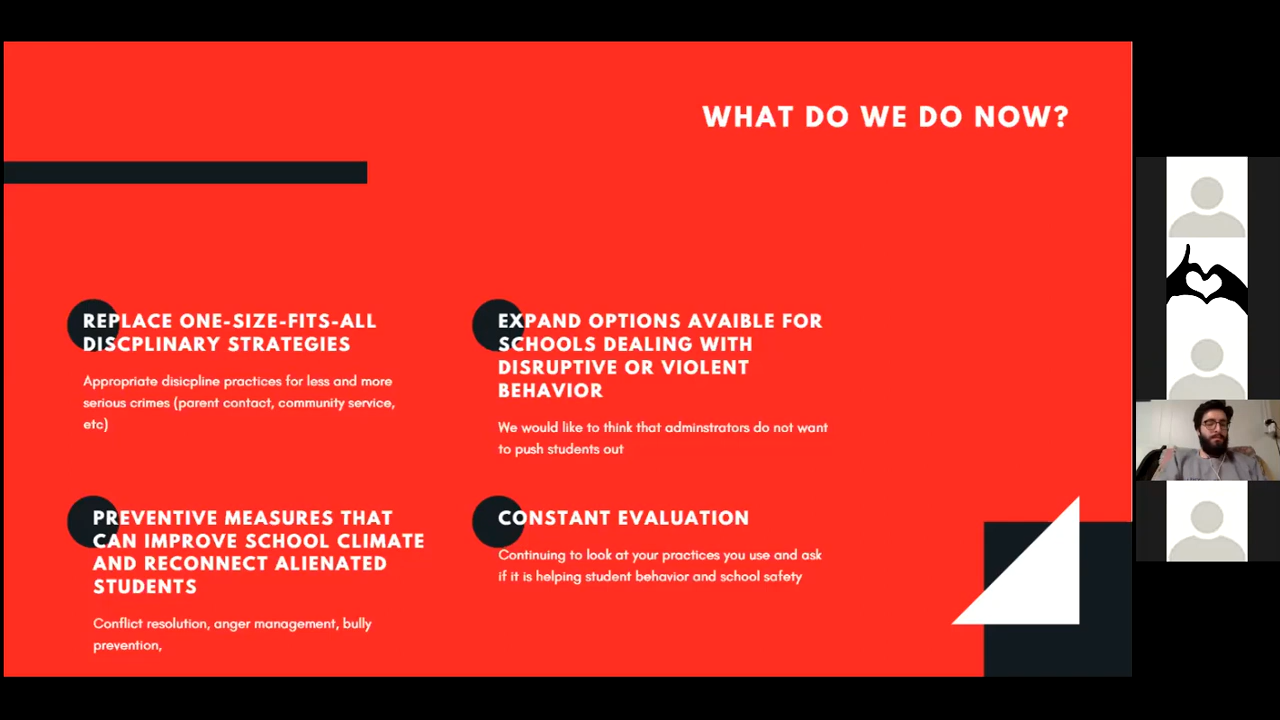 WHAT DO WE DO NOW?
REPLACE ONE-SIZE-FITS-ALL
DISCPLINARY STRATEGIES
Appropriate disicpline practices for less and more
serious crimes (parent contact, community service,
etc)
EXPAND OPTIONS AVAIBLE FOR
SCHOOLS DEALING WITH
DISRUPTIVE OR VIOLENT
BEHAVIOR
We would like to think that adminstrators do not want
to push students out
PREVENTIVE MEASURES THAT
CAN IMPROVE SCHOOL CLIMATE
AND RECONNECT ALIENATED
STUDENTS
Conflict resolution, anger management, bully
prevention,
CONSTANT EVALUATION
Continuing to look at your practices you use and ask
if it is helping student behavior and school safety